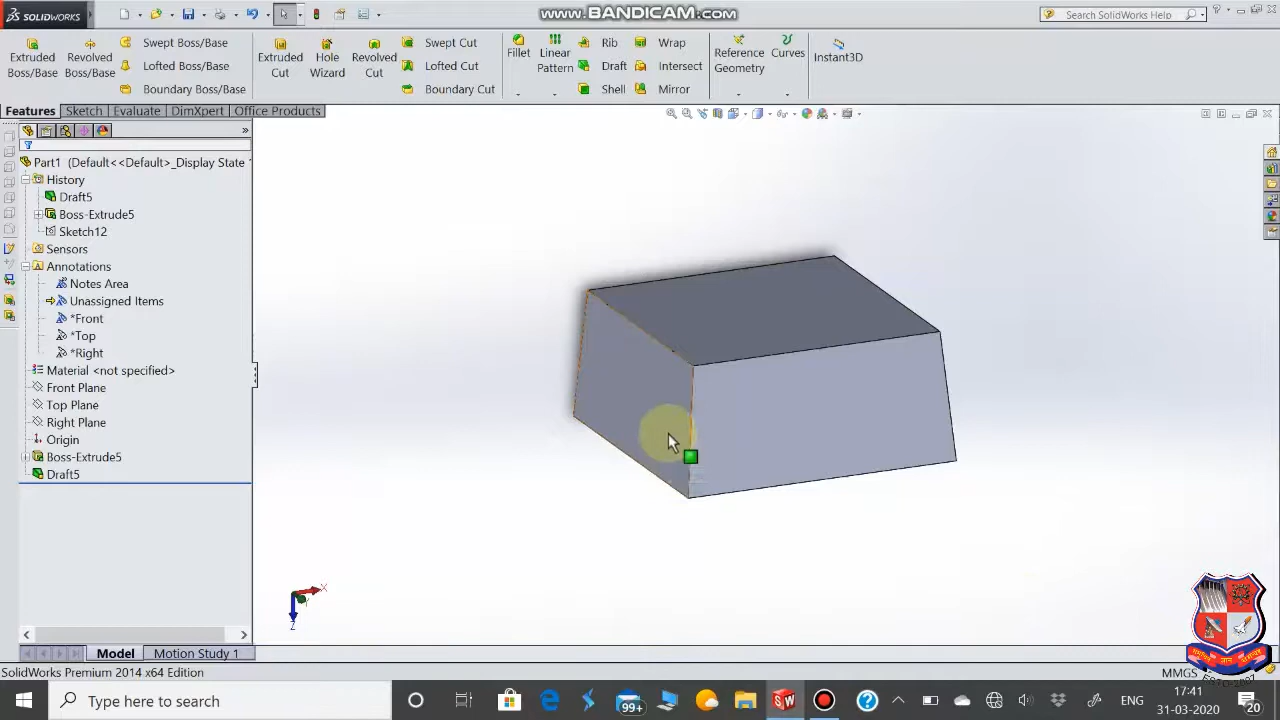 SOLIDWORKS
www.BANDICAM.com
Search SolidWorks Help
Extruded Boss/Base
Revolved Boss/Base
Swept Boss/Base
Lofted Boss/Base
Boundary Boss/Base
Extruded Cut
Hole Wizard
Revolved Cut
Swept Cut
Lofted Cut
Boundary Cut
Fillet
Linear Pattern
Rib
Draft
Shell
Wrap
Intersect
Mirror
Reference Geometry
Curves
Instant3D
Features Sketch Evaluate DimXpert Office Products
Part1 (Default<<Default>_Display State
History
Draft5
Boss-Extrude5
Sketch12
Sensors
Annotations
Notes Area
Unassigned Items
*Front
*Top
*Right
Material <not specified>
Front Plane
Top Plane
Right Plane
Origin
Boss-Extrude5
Draft5
X
Y
Z
Model Motion Study 1
SolidWorks Premium 2014 x64 Edition
MMGS
Type here to search
99+
ENG
17:41
31-03-2020
20